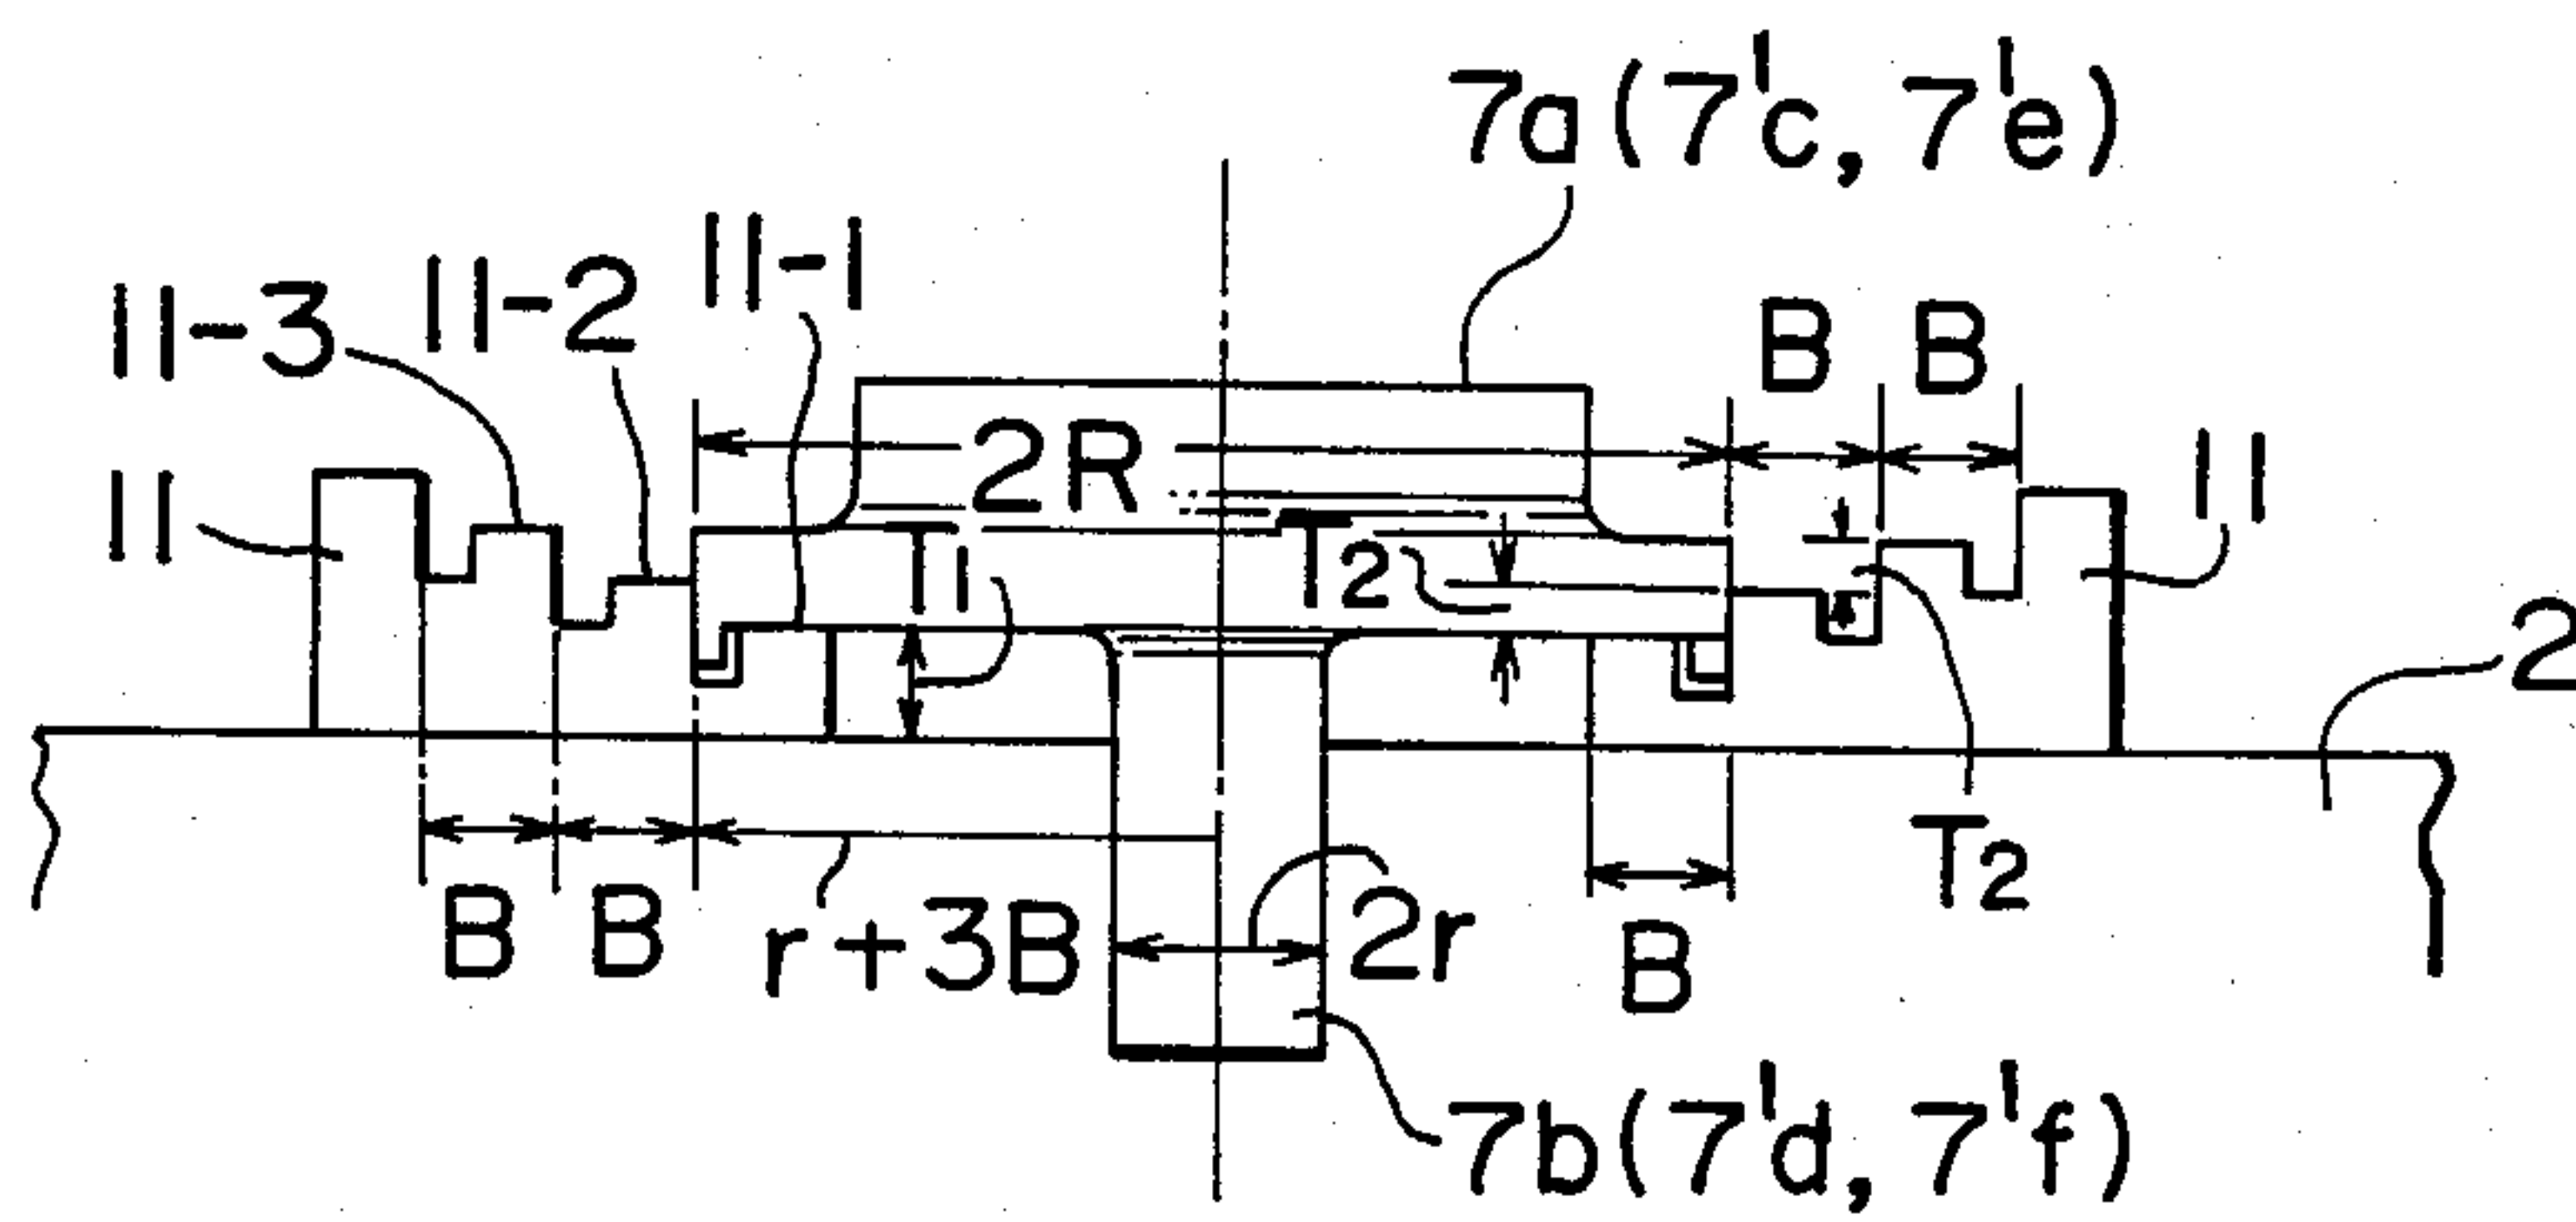 7a(7'c, 7'e)
11-3 11-2 11-1
B B
2R
11 11
T1 T2
2
T2
B B r+3B 2r B
7b(7'd, 7'f)